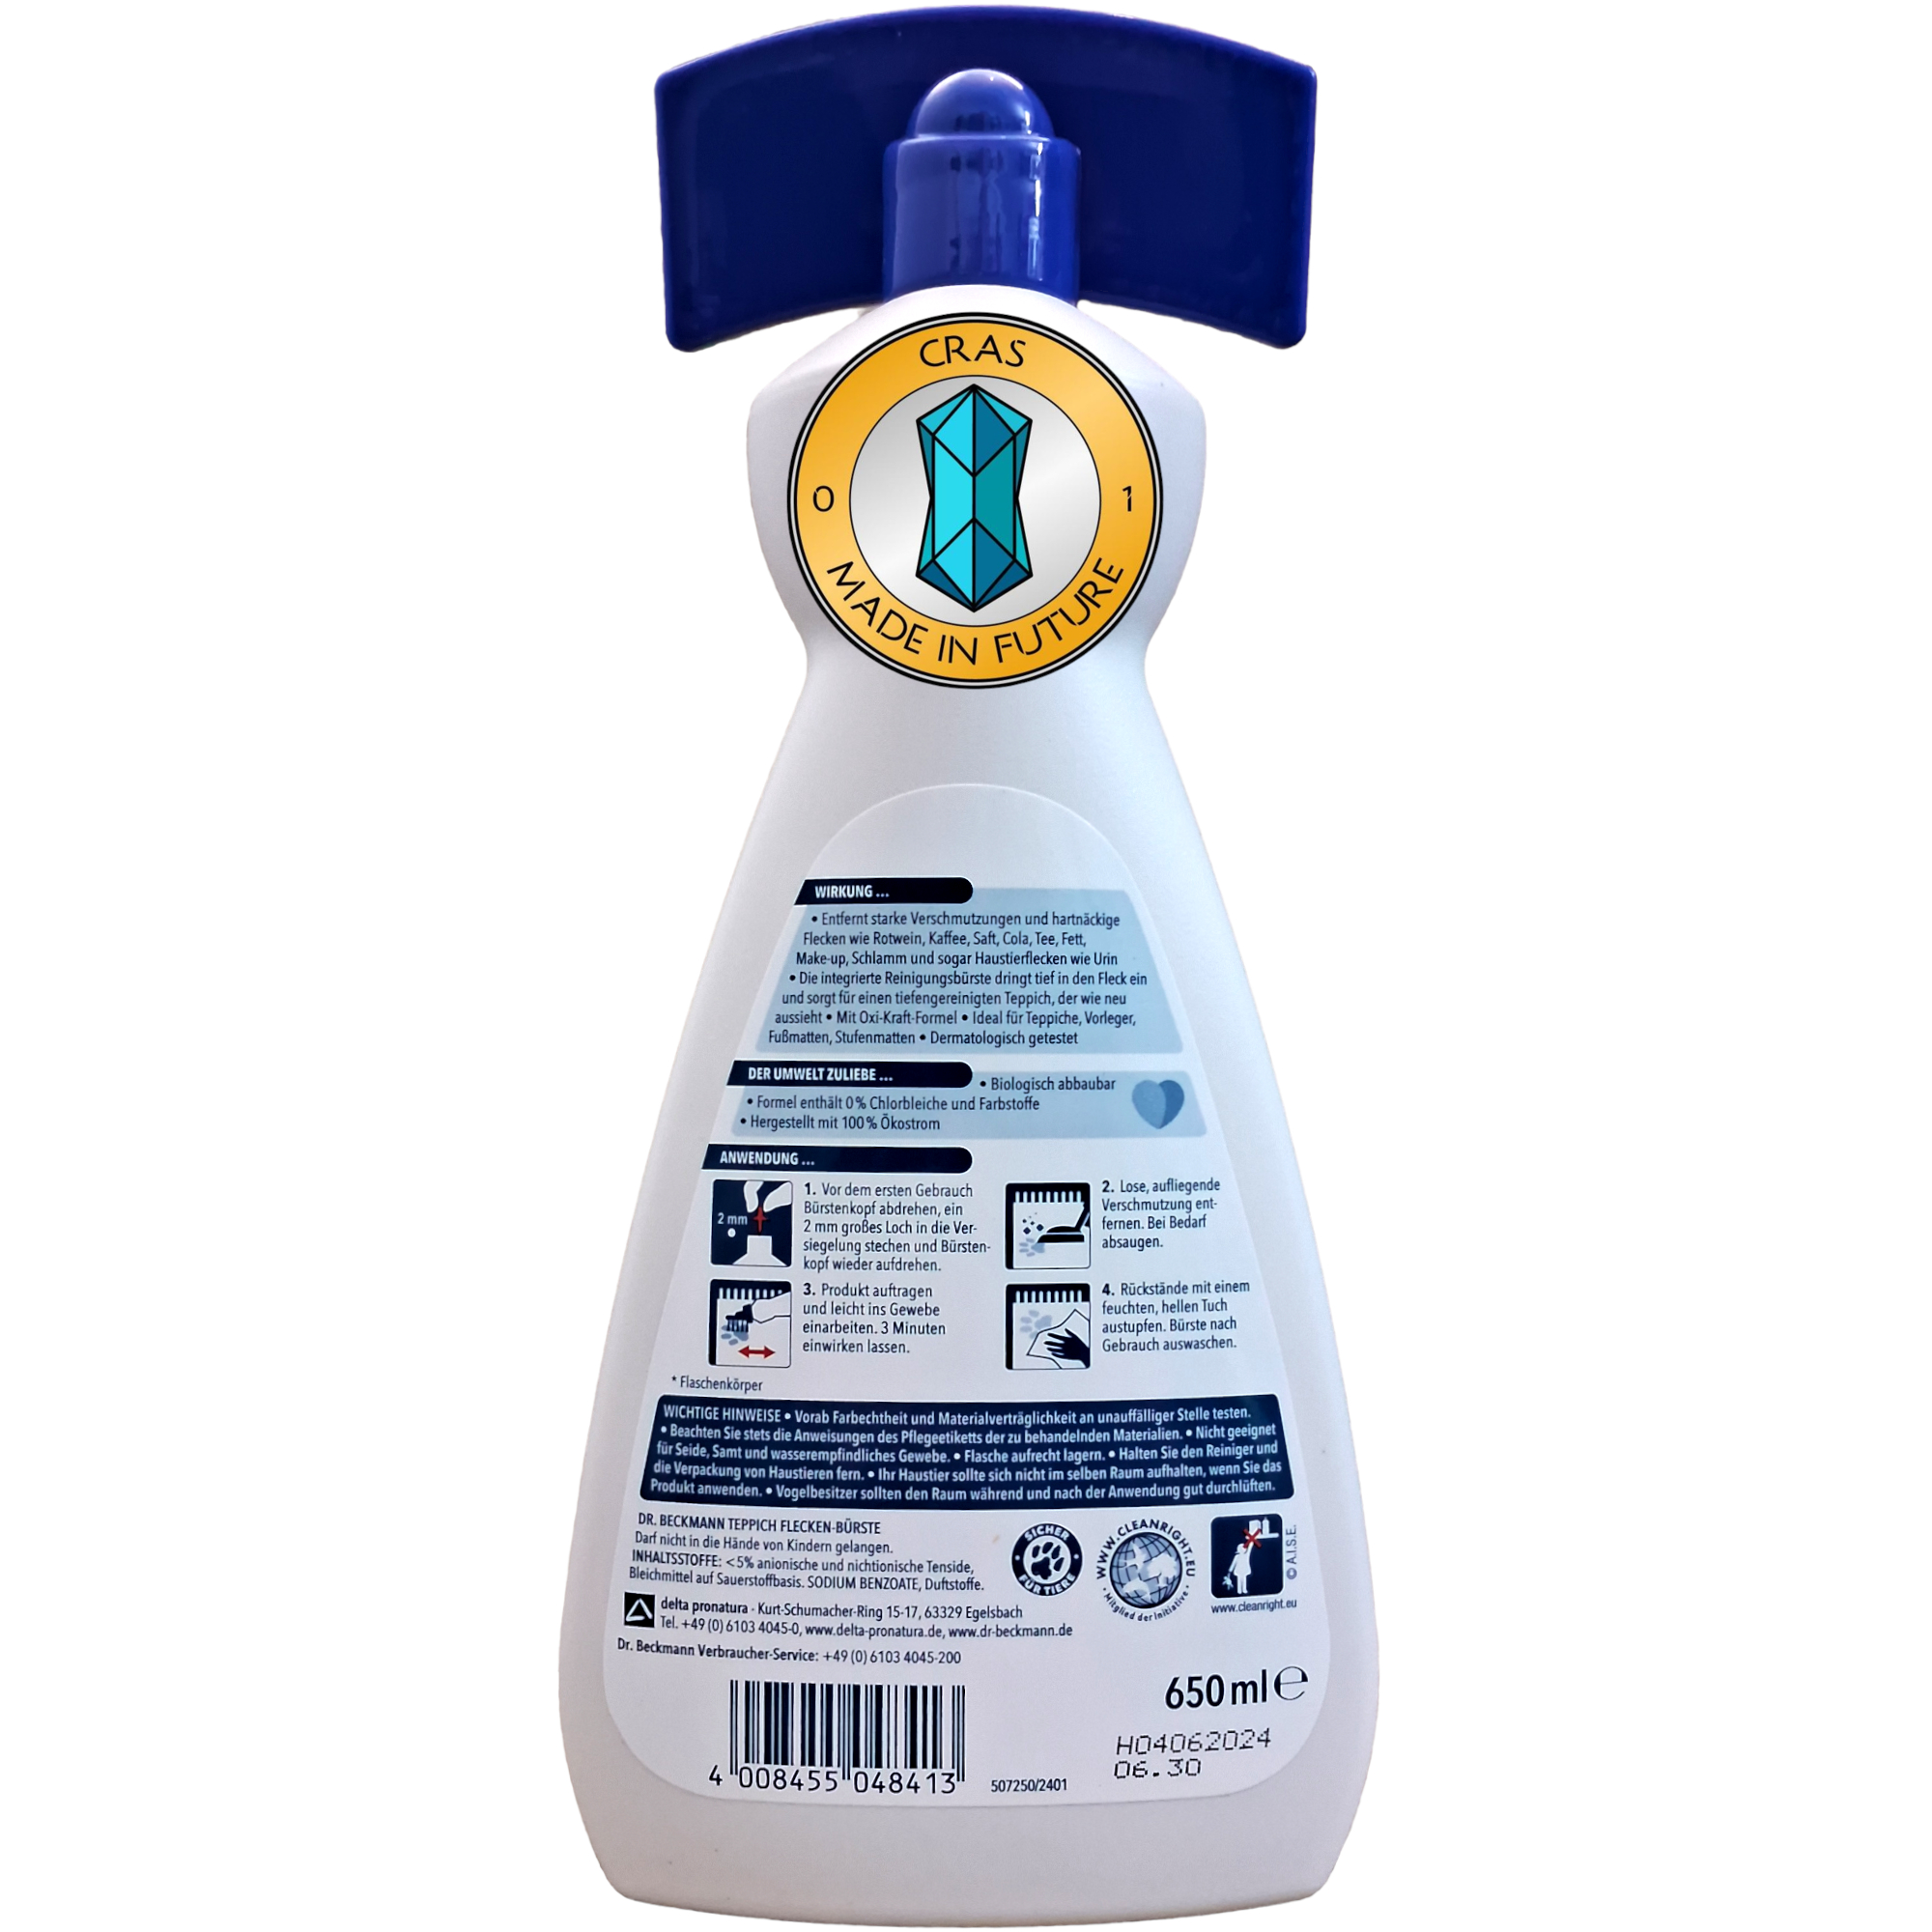 CRAS
0 1
MADE IN FUTURE
WIRKUNG ...
• Entfernt starke Verschmutzungen und hartnäckige
Flecken wie Rotwein, Kaffee, Saft, Cola, Tee, Fett,
Make-up, Schlamm und sogar Haustierflecken wie Urin
• Die integrierte Reinigungsbürste dringt tief in den Fleck ein
und sorgt für einen tiefengereinigten Teppich, der wie neu
aussieht • Mit Oxi-Kraft-Formel • Ideal für Teppiche, Vorleger,
Fußmatten, Stufenmatten • Dermatologisch getestet
DER UMWELT ZULIEBE ...
• Biologisch abbaubar
• Formel enthält 0 % Chlorbleiche und Farbstoffe
• Hergestellt mit 100 % Ökostrom
ANWENDUNG ...
2 mm
1. Vor dem ersten Gebrauch
Bürstenkopf abdrehen, ein
2 mm großes Loch in die Ver-
siegelung stechen und Bürsten-
kopf wieder aufdrehen.
2. Lose, aufliegende
Verschmutzung ent-
fernen. Bei Bedarf
absaugen.
3. Produkt auftragen
und leicht ins Gewebe
einarbeiten. 3 Minuten
einwirken lassen.
4. Rückstände mit einem
feuchten, hellen Tuch
austupfen. Bürste nach
Gebrauch auswaschen.
* Flaschenkörper
WICHTIGE HINWEISE • Vorab Farbechtheit und Materialverträglichkeit an unauffälliger Stelle testen.
• Beachten Sie stets die Anweisungen des Pflegeetiketts der zu behandelnden Materialien. • Nicht geeignet
für Seide, Samt und wasserempfindliches Gewebe. • Flasche aufrecht lagern. • Halten Sie den Reiniger und
die Verpackung von Haustieren fern. • Ihr Haustier sollte sich nicht im selben Raum aufhalten, wenn Sie das
Produkt anwenden. • Vogelbesitzer sollten den Raum während und nach der Anwendung gut durchlüften.
DR. BECKMANN TEPPICH FLECKEN-BÜRSTE
Darf nicht in die Hände von Kindern gelangen.
INHALTSSTOFFE: <5% anionische und nichtionische Tenside,
Bleichmittel auf Sauerstoffbasis. SODIUM BENZOATE, Duftstoffe.
SICHER
FÜR TIERE
WWW.CLEANRIGHT.EU
• Mitglied der Initiative •
© A.I.S.E.
www.cleanright.eu
delta pronatura - Kurt-Schumacher-Ring 15-17, 63329 Egelsbach
Tel. +49 (0) 6103 4045-0, www.delta-pronatura.de, www.dr-beckmann.de
Dr. Beckmann Verbraucher-Service: +49 (0) 6103 4045-200
650 ml e
H04062024
06.30
4 008455 048413
507250/2401